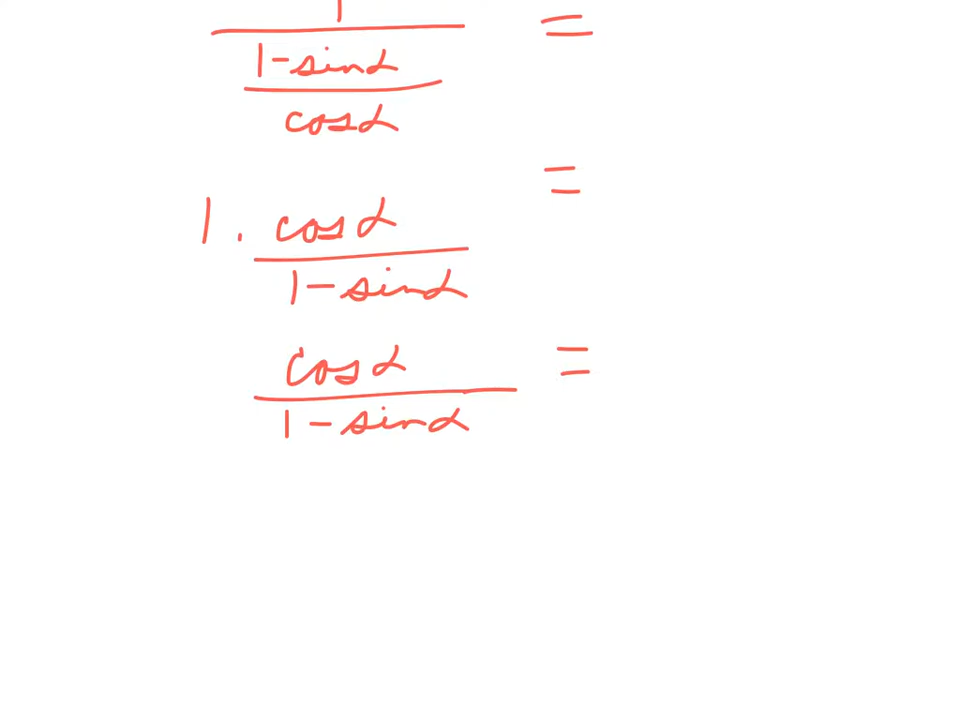 1 =
1-sinα
cosα
=
1 · cosα
1-sinα
cosα =
1-sinα